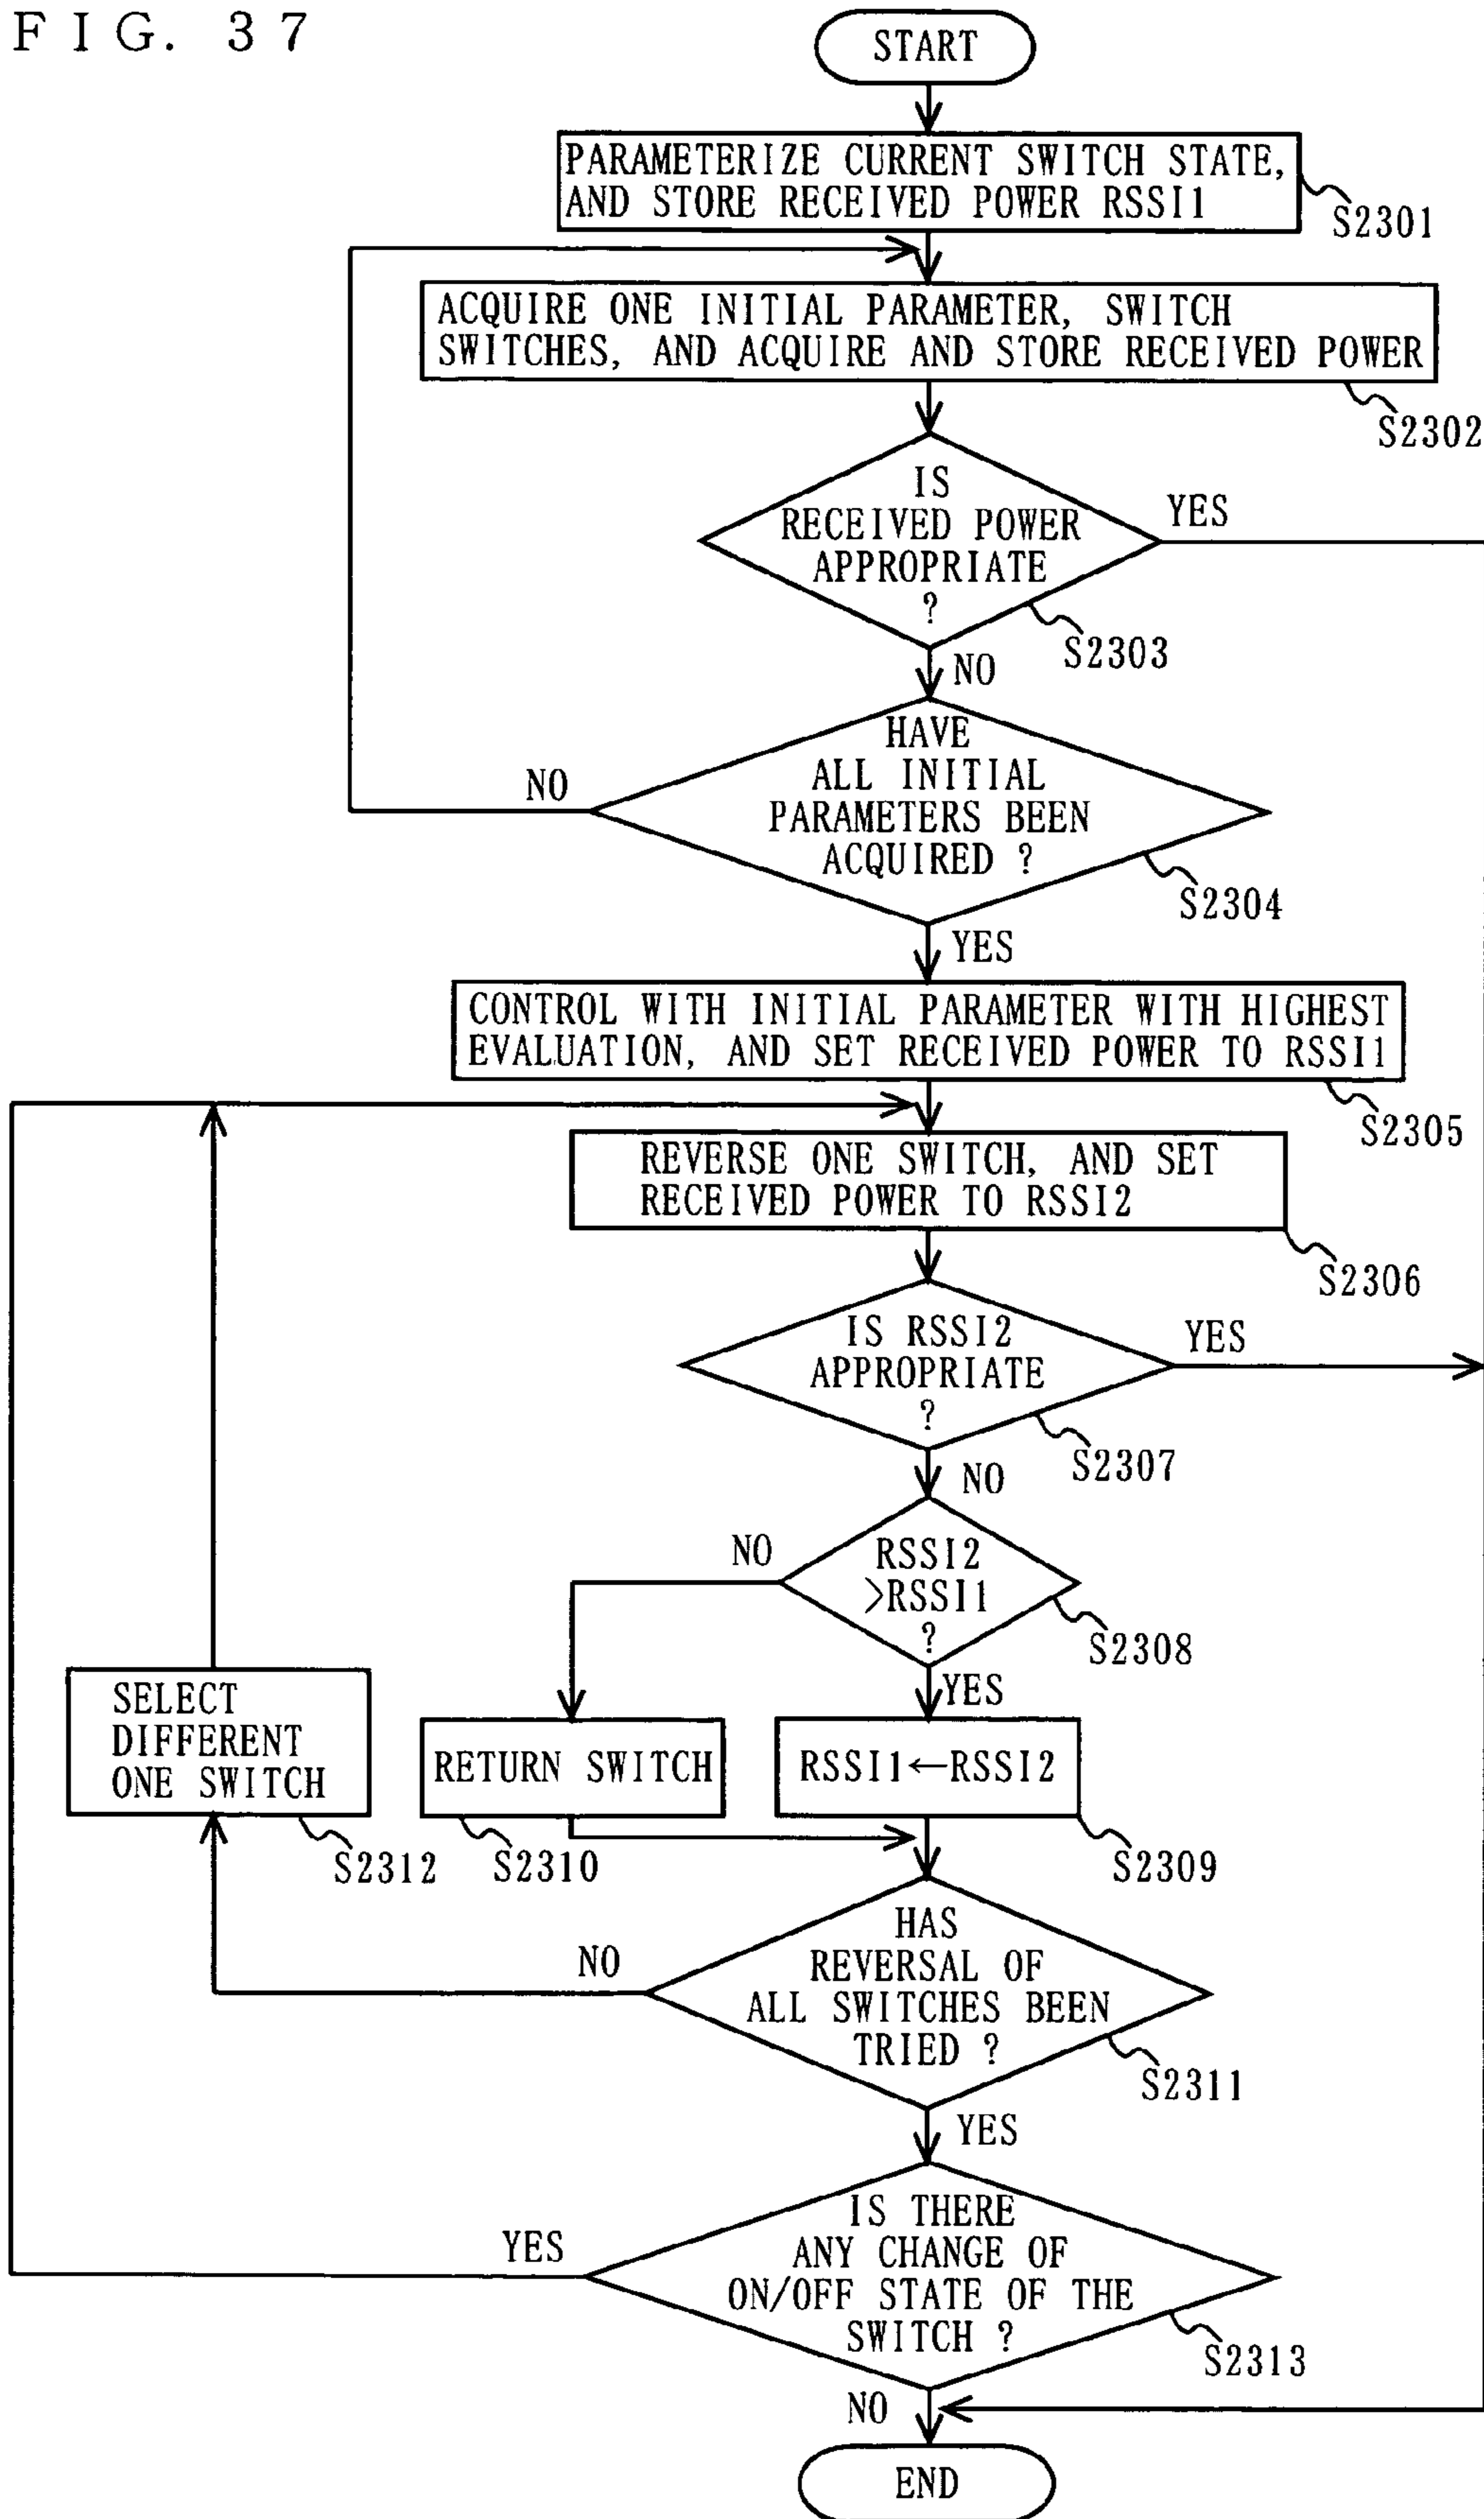 FIG. 37
START
PARAMETERIZE CURRENT SWITCH STATE,
AND STORE RECEIVED POWER RSSI1
S2301
ACQUIRE ONE INITIAL PARAMETER, SWITCH
SWITCHES, AND ACQUIRE AND STORE RECEIVED POWER
S2302
IS
RECEIVED POWER
APPROPRIATE
?
YES
S2303
NO
HAVE
ALL INITIAL
PARAMETERS BEEN
ACQUIRED ?
NO
S2304
YES
CONTROL WITH INITIAL PARAMETER WITH HIGHEST
EVALUATION, AND SET RECEIVED POWER TO RSSI1
S2305
REVERSE ONE SWITCH, AND SET
RECEIVED POWER TO RSSI2
S2306
IS RSSI2
APPROPRIATE
?
YES
S2307
NO
RSSI2
>RSSI1
?
NO
S2308
YES
SELECT
DIFFERENT
ONE SWITCH
S2312
RETURN SWITCH
S2310
RSSI1←RSSI2
S2309
HAS
REVERSAL OF
ALL SWITCHES BEEN
TRIED ?
NO
S2311
YES
IS THERE
ANY CHANGE OF
ON/OFF STATE OF THE
SWITCH ?
YES
S2313
NO
END